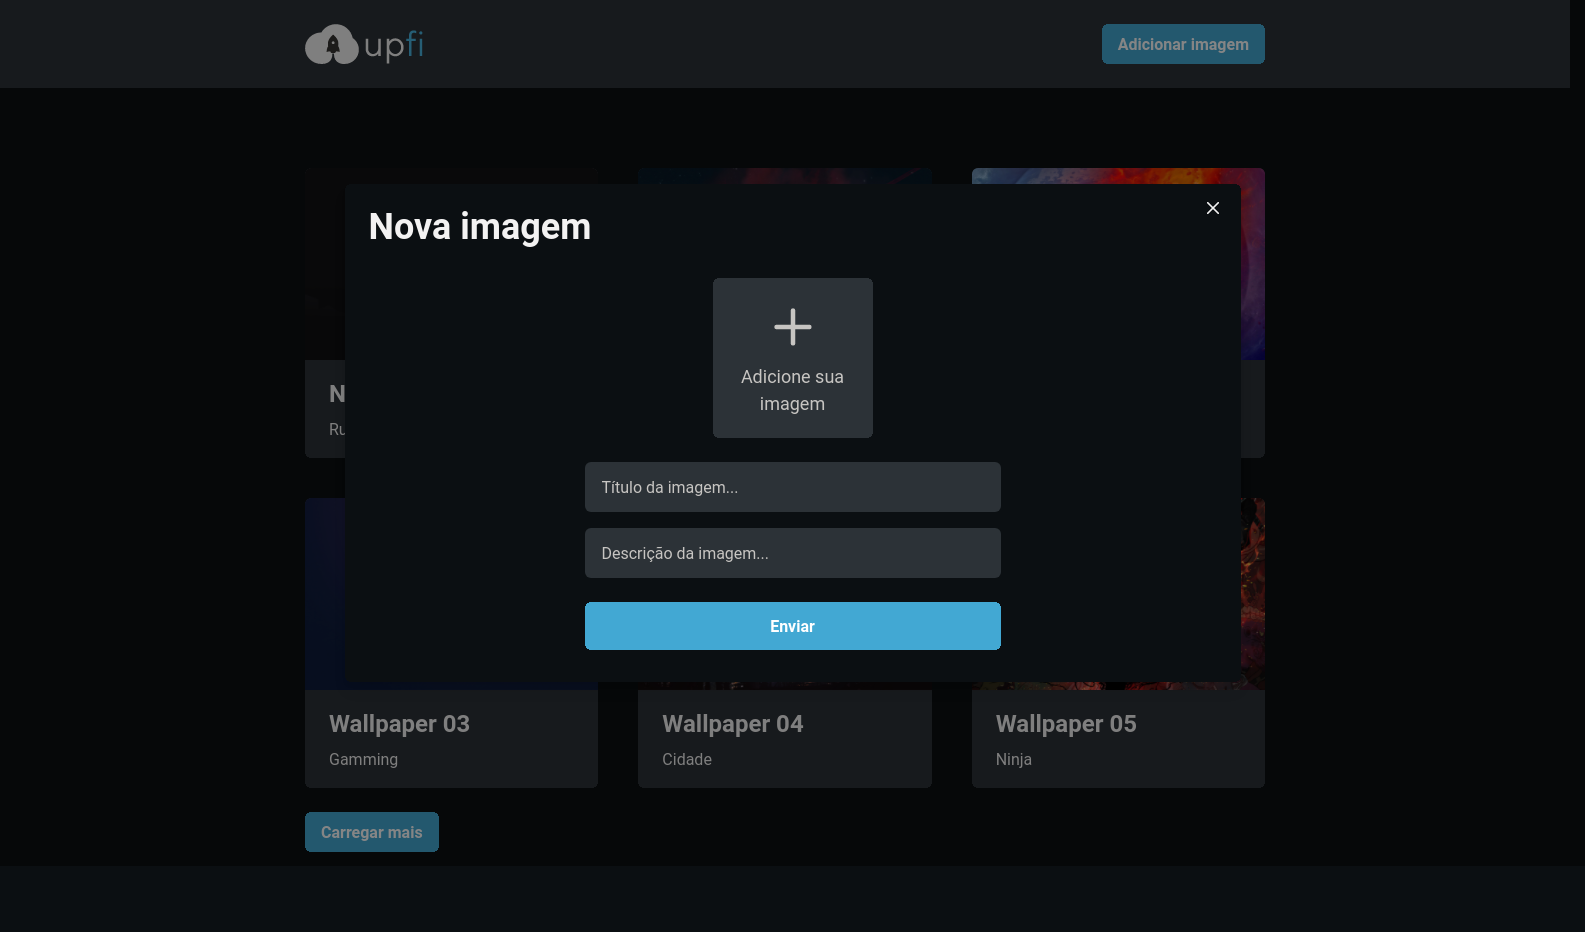 upfi
Adicionar imagem
Nova imagem
Adicione sua
imagem
Título da imagem...
Descrição da imagem...
Enviar
Wallpaper 03
Gamming
Wallpaper 04
Cidade
Wallpaper 05
Ninja
Carregar mais